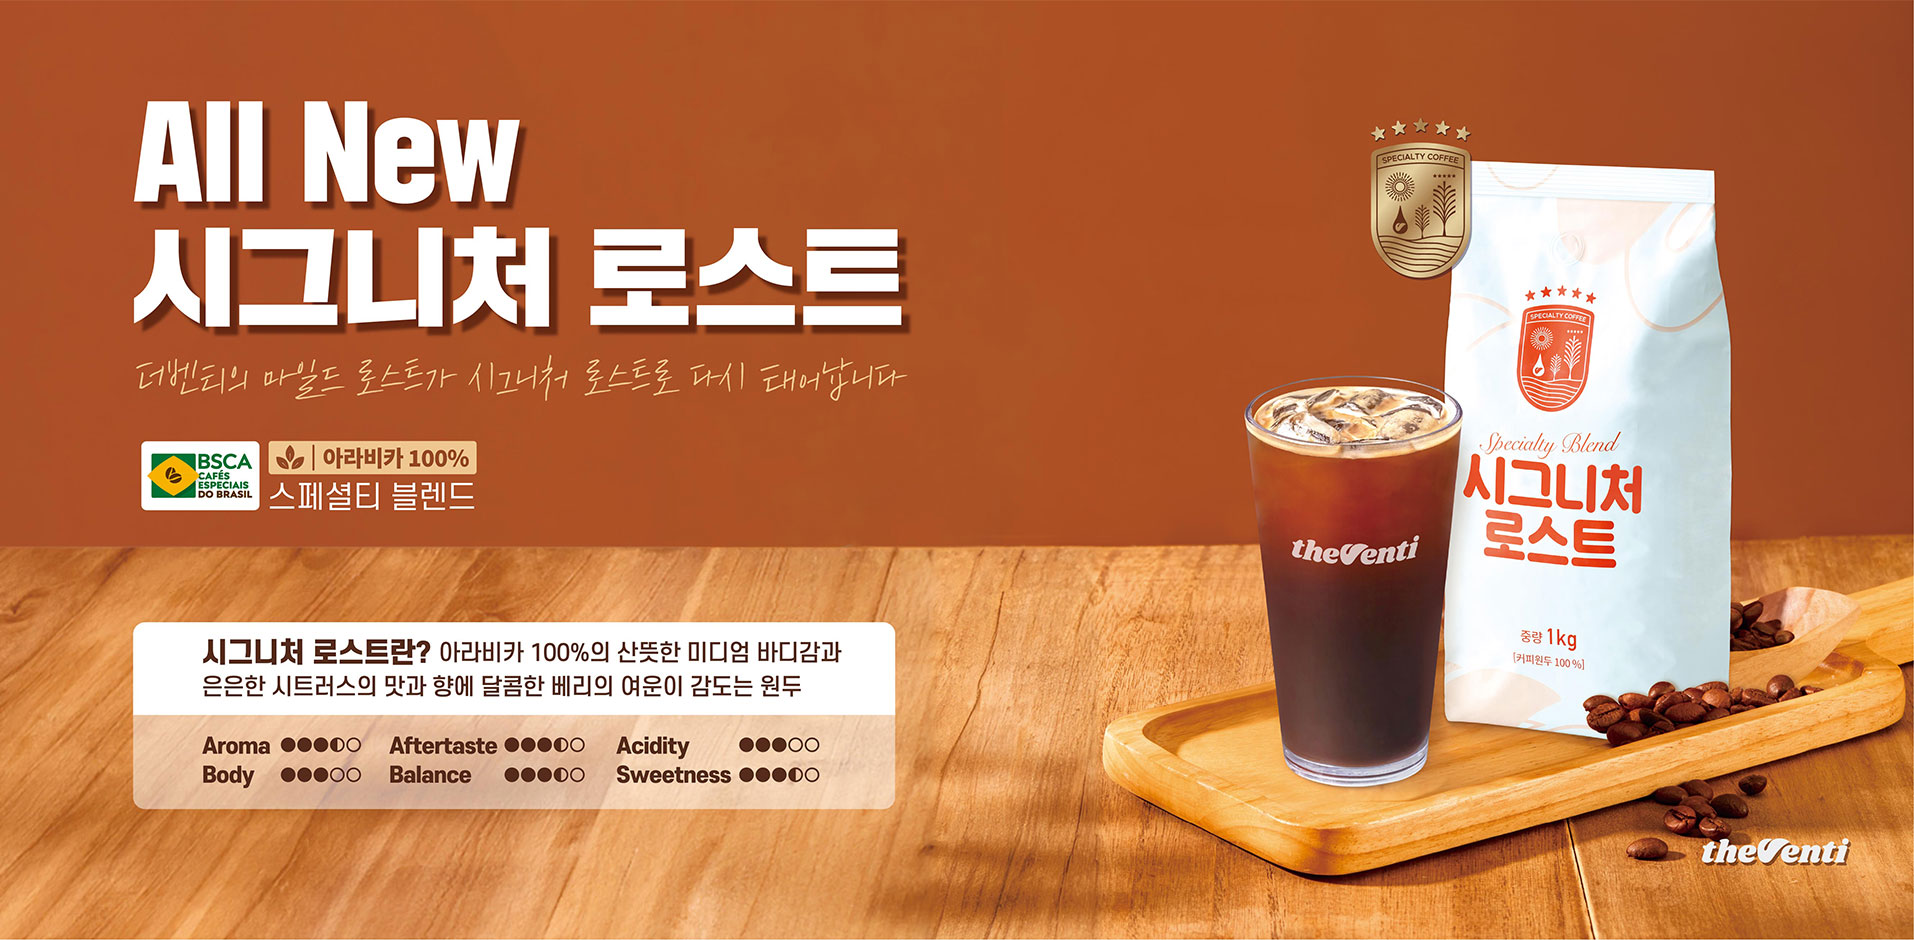 All New
시그니처 로스트
더벤티의 마일드 로스트가 시그니처 로스트로 다시 태어납니다
BSCA
CAFÉS
ESPECIAIS
DO BRASIL
아라비카 100%
스페셜티 블렌드
시그니처 로스트란? 아라비카 100%의 산뜻한 미디엄 바디감과
은은한 시트러스의 맛과 향에 달콤한 베리의 여운이 감도는 원두
Aroma ●●●◐○ Aftertaste ●●●◐○ Acidity ●●●○○
Body ●●●○○ Balance ●●●◐○ Sweetness ●●●◐○
SPECIALTY COFFEE
SPECIALTY COFFEE
Specialty Blend
시그니처
로스트
중량 1kg
[커피원두 100 %]
theVenti
theVenti